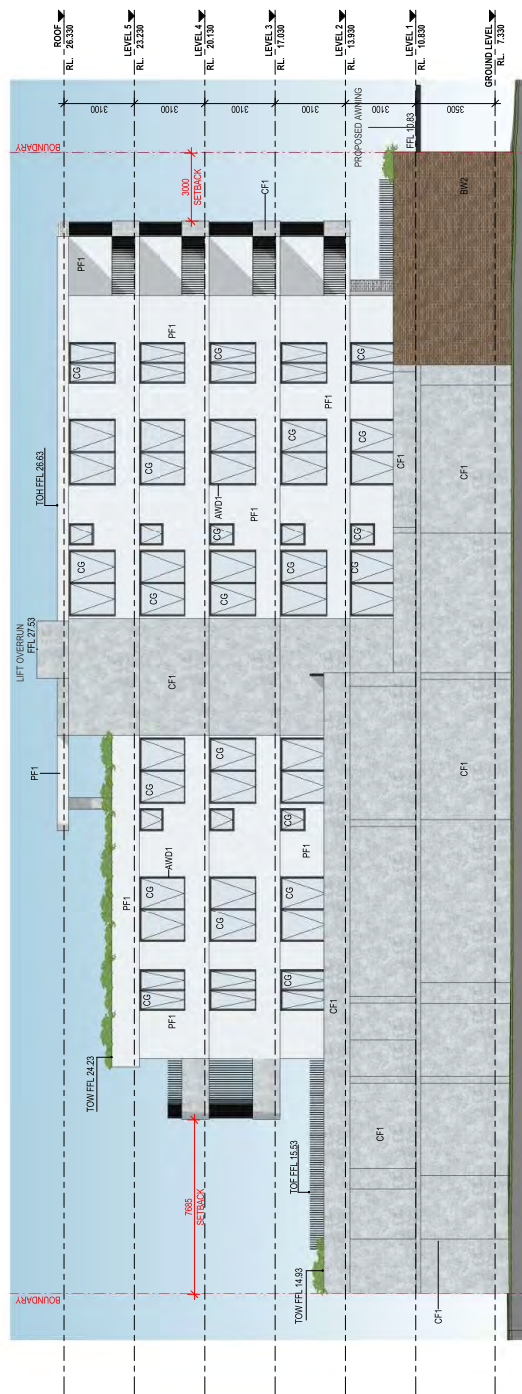 ROOF
26.330
RL.
LEVEL 5
23.230
RL.
LEVEL 4
20.130
RL.
LEVEL 3
17.030
RL.
LEVEL 2
13.930
RL.
LEVEL 1
10.830
RL.
GROUND LEVEL
RL. 7.330
3100
3100
3100
3100
3100
3500
BOUNDARY
3000
SETBACK
PROPOSED AWNING
FFL 10.83
CF1
BW2
PF1
PF1
CG
CG
CG
PF1
TOH FFL 26.63
CG
CG
CG
AWD1
PF1
CG
CF1
CF1
CG
CG
CG
CG
CG
CG
CG
LIFT OVERRUN
FFL 27.53
CF1
PF1
CG
CG
CG
CG
PF1
CF1
AWD1
PF1
CG
CG
CG
CG
PF1
CF1
TOW FFL 24.23
TOF FFL 15.53
CF1
7685
SETBACK
TOW FFL 14.93
CF1
BOUNDARY